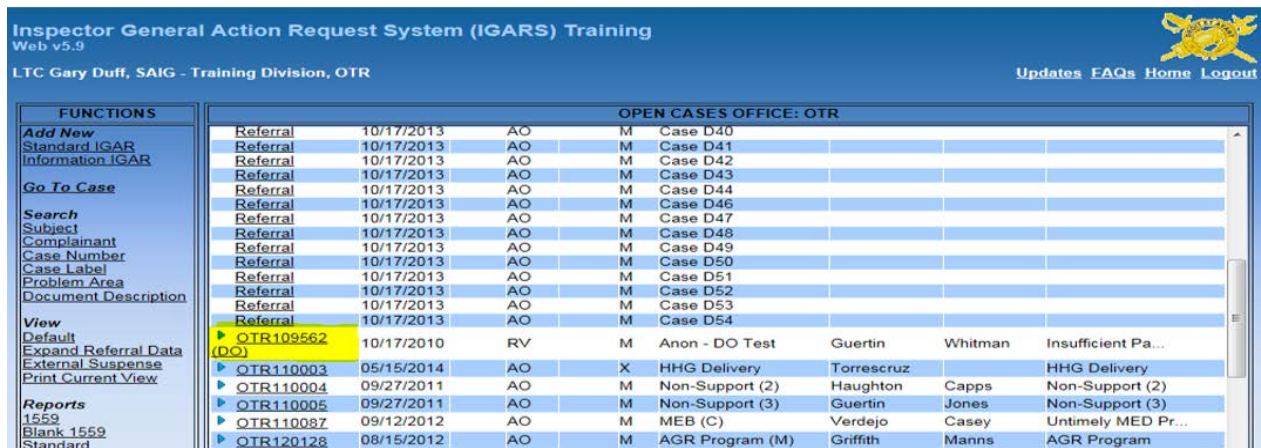 Inspector General Action Request System (IGARS) Training
Web v5.9
LTC Gary Duff, SAIG - Training Division, OTR
Updates FAQs Home Logout
FUNCTIONS
Add New
Standard IGAR
Information IGAR
Go To Case
Search
Subject
Complainant
Case Number
Case Label
Problem Area
Document Description
View
Default
Expand Referral Data
External Suspense
Print Current View
Reports
1559
Blank 1559
Standard
OPEN CASES OFFICE: OTR
Referral 10/17/2013 AO M Case D40
Referral 10/17/2013 AO M Case D41
Referral 10/17/2013 AO M Case D42
Referral 10/17/2013 AO M Case D43
Referral 10/17/2013 AO M Case D44
Referral 10/17/2013 AO M Case D46
Referral 10/17/2013 AO M Case D47
Referral 10/17/2013 AO M Case D48
Referral 10/17/2013 AO M Case D49
Referral 10/17/2013 AO M Case D50
Referral 10/17/2013 AO M Case D51
Referral 10/17/2013 AO M Case D52
Referral 10/17/2013 AO M Case D53
Referral 10/17/2013 AO M Case D54
OTR109562 (DO) 10/17/2010 RV M Anon - DO Test Guertin Whitman Insufficient Pa...
OTR110003 05/15/2014 AO X HHG Delivery Torrescruz HHG Delivery
OTR110004 09/27/2011 AO M Non-Support (2) Haughton Capps Non-Support (2)
OTR110005 09/27/2011 AO M Non-Support (3) Guertin Jones Non-Support (3)
OTR110087 09/12/2012 AO M MEB (C) Verdejo Casey Untimely MED Pr...
OTR120128 08/15/2012 AO M AGR Program (M) Griffith Manns AGR Program